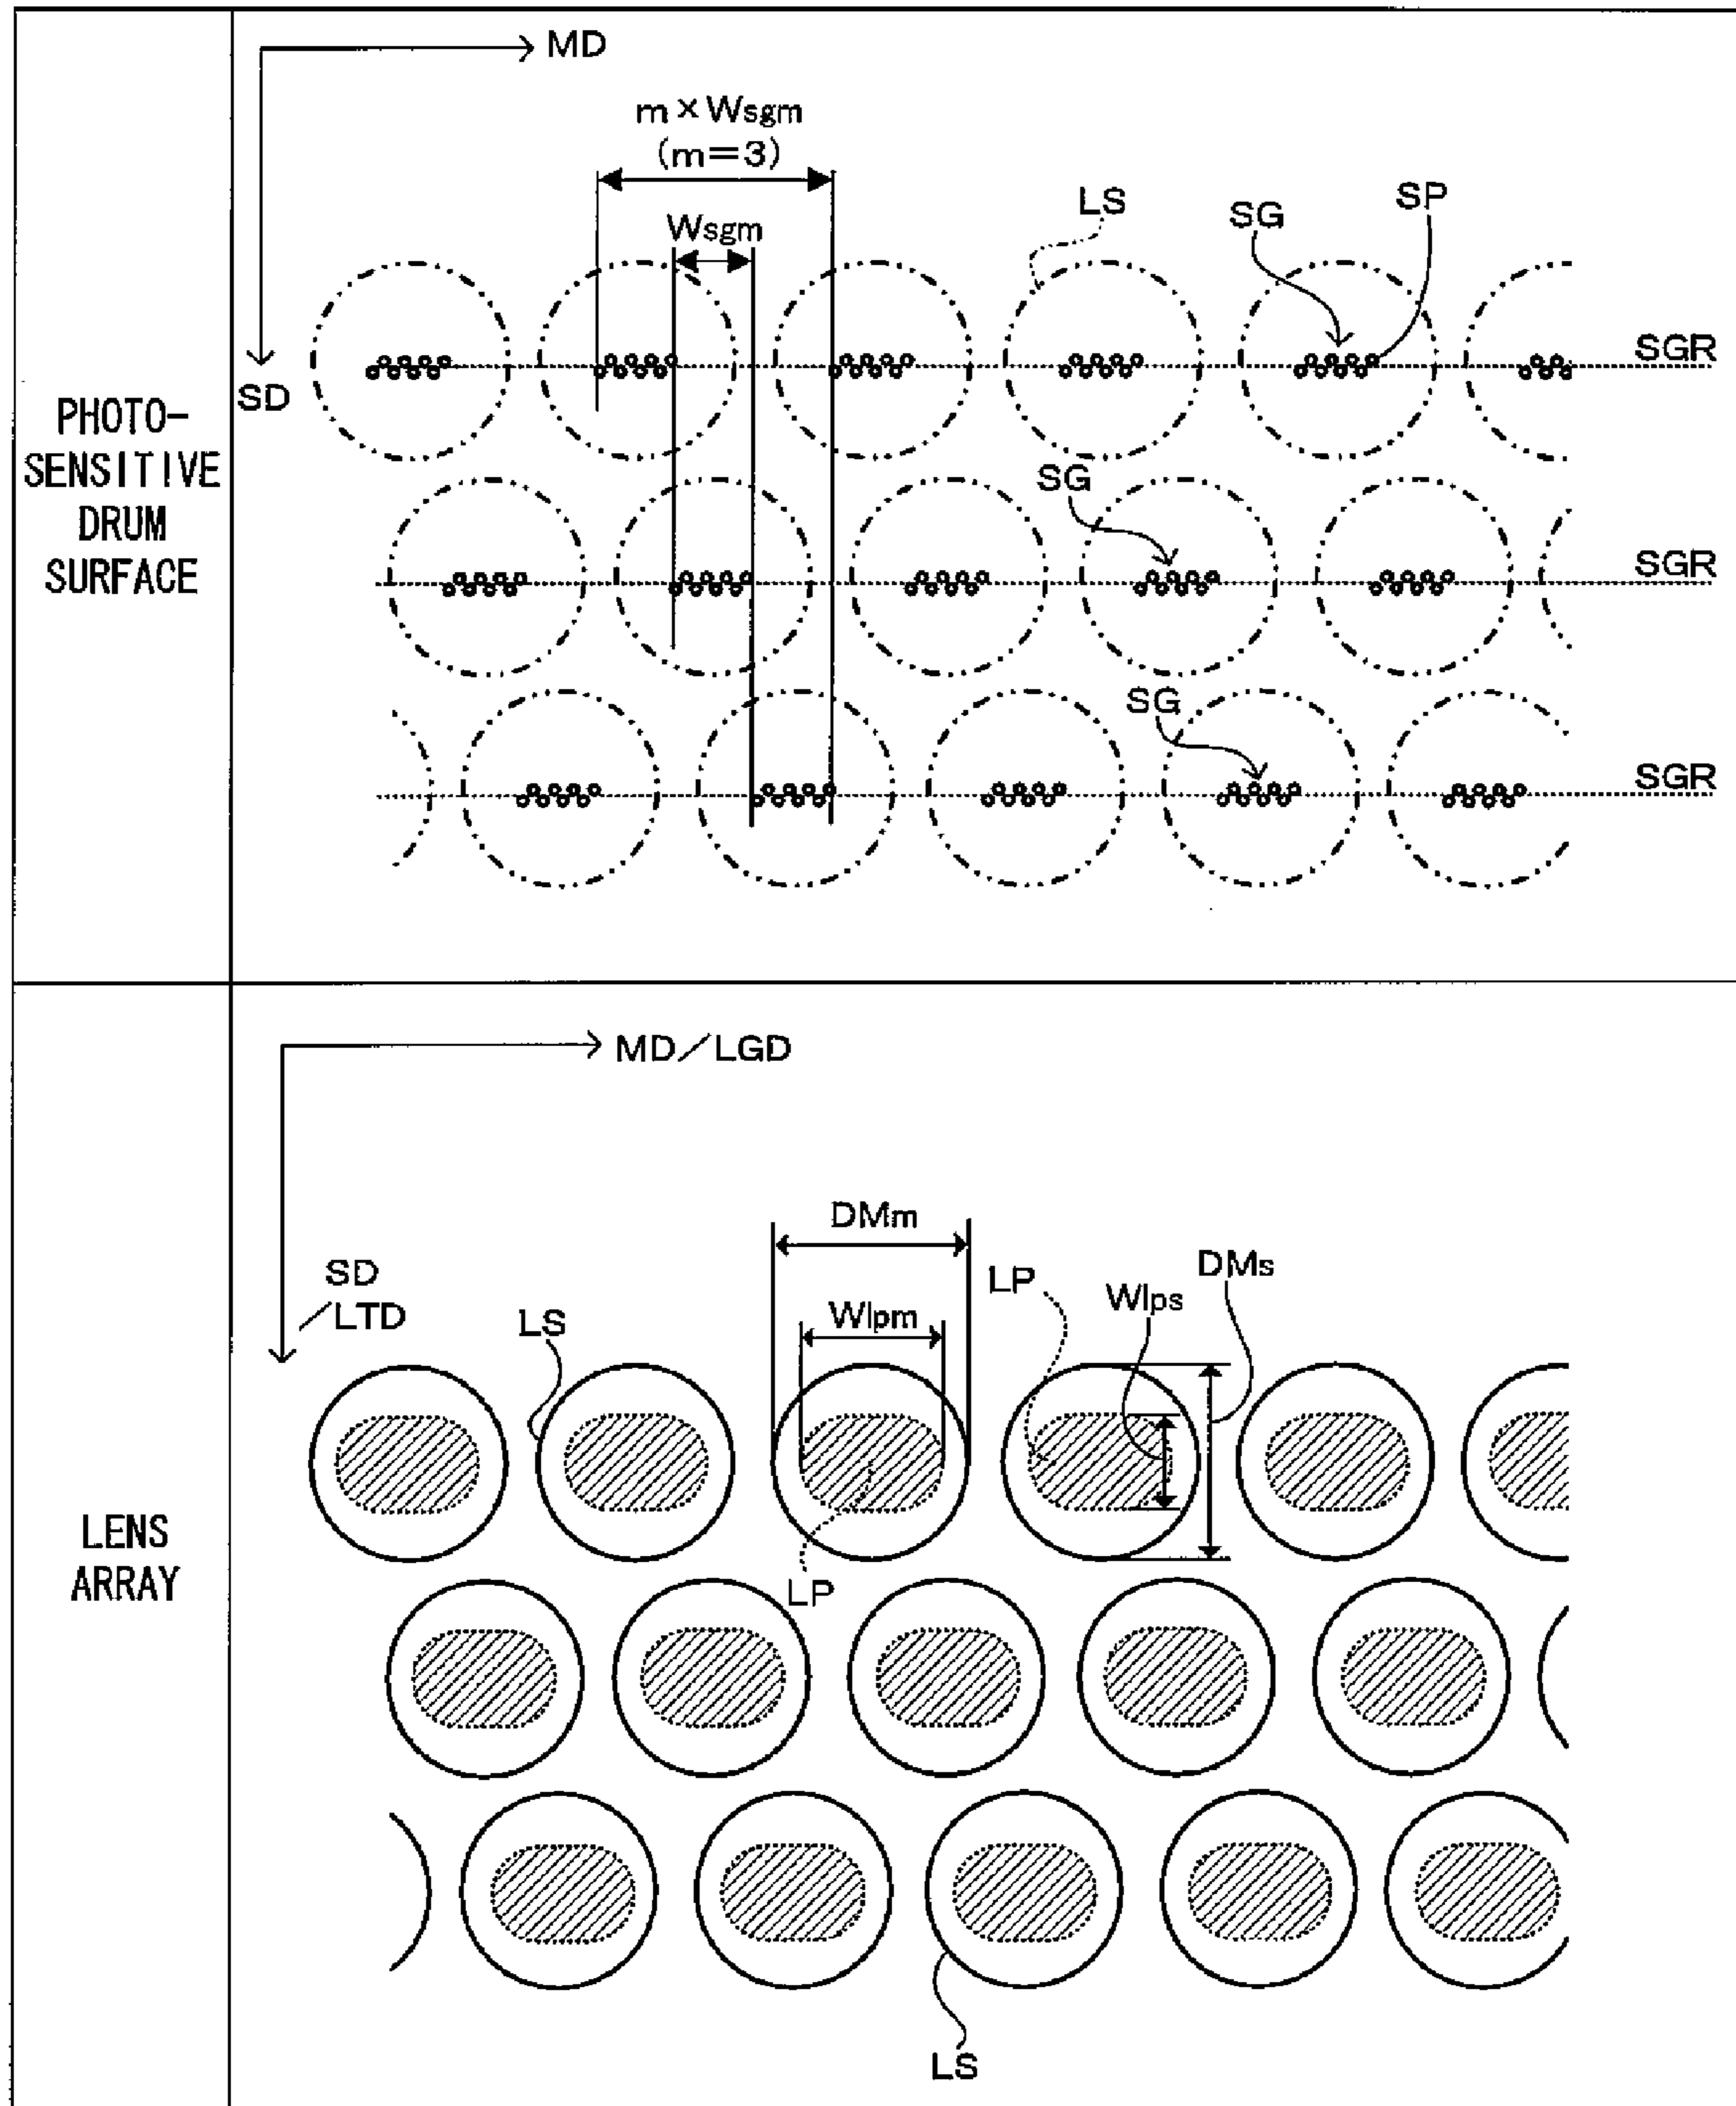 MD
m×Wsgm
(m=3)
Wsgm
LS
SG
SP
SD
SGR
PHOTO-
SENSITIVE
DRUM
SURFACE
SG
SGR
SG
SGR
MD/LGD
SD
/LTD
DMm
LS
Wlpm
LP
Wlps
DMs
LP
LENS
ARRAY
LS